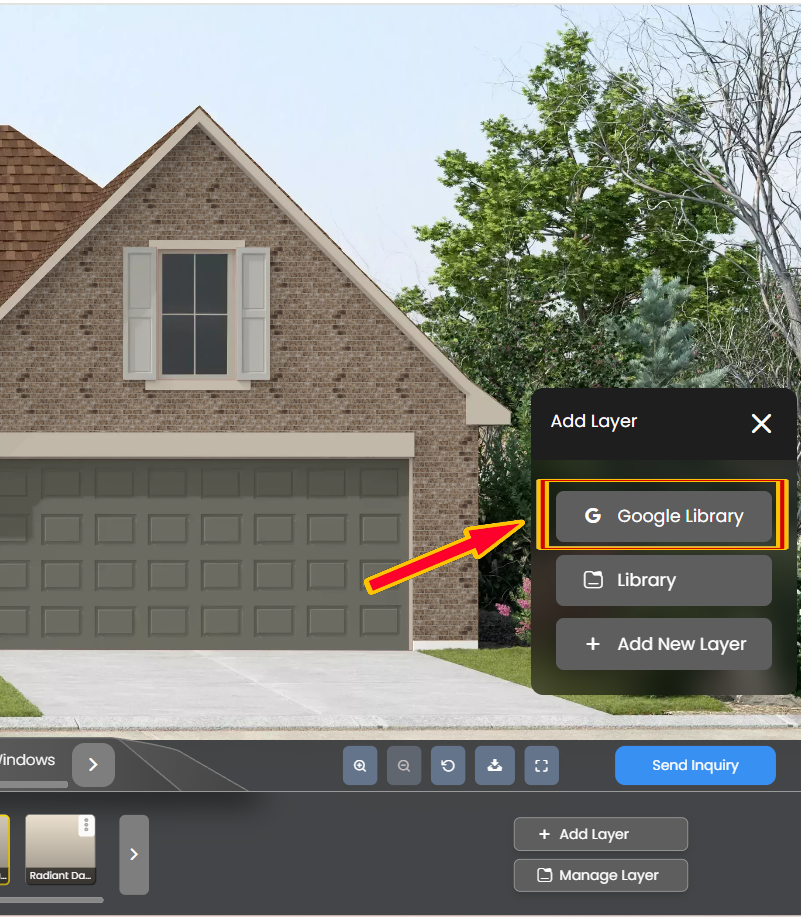 Add Layer
Google Library
Library
Add New Layer
Windows
Send Inquiry
Radiant Da...
Add Layer
Manage Layer